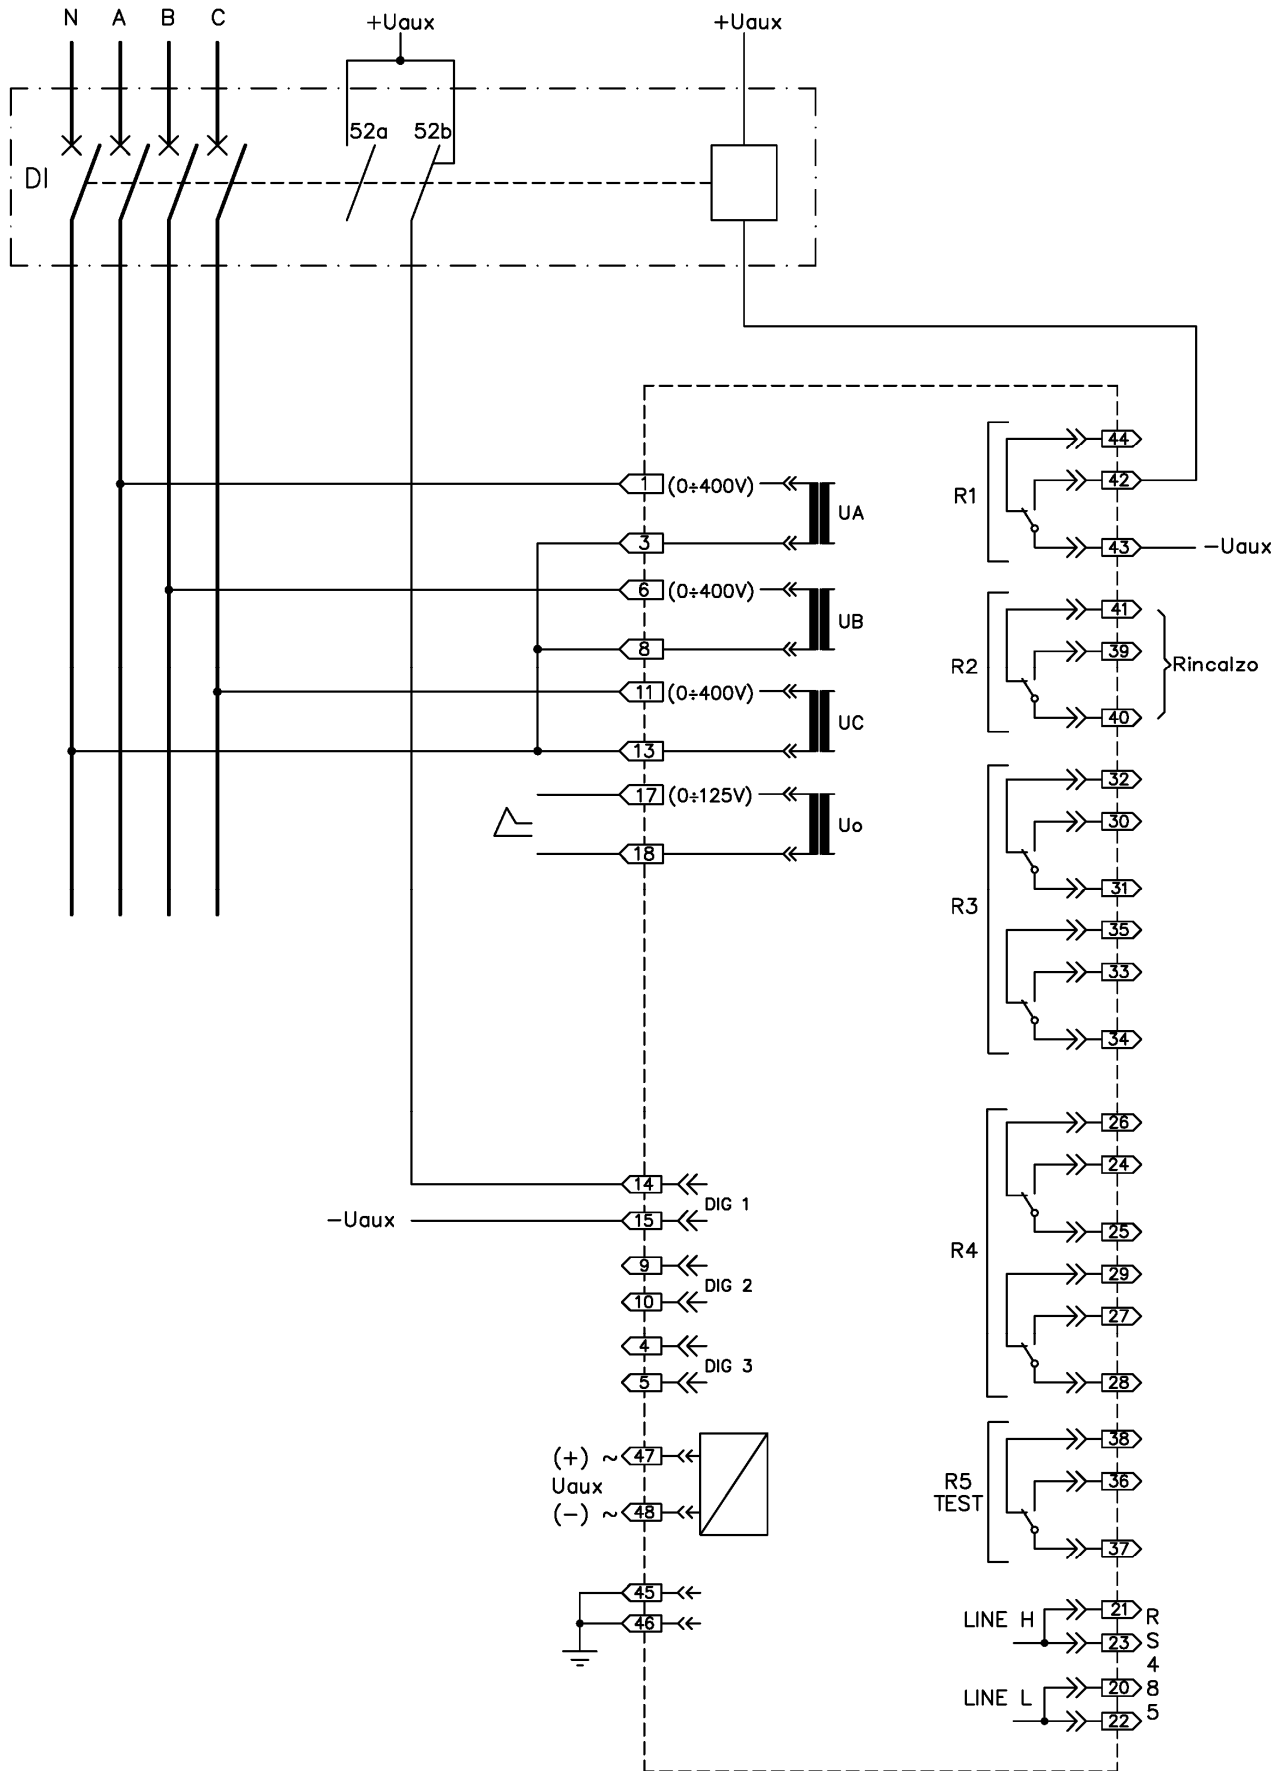 N A B C +Uaux +Uaux
52a 52b
DI
44
1 (0÷400V) 42
UA R1
3 43 −Uaux
6 (0÷400V) 41
UB 39
8 R2 Rincalzo
11 (0÷400V) 40
UC
13 32
17 (0÷125V) 30
Uo
18 31
R3
35
33
34
26
24
14
DIG 1
−Uaux 15 25
R4
9 29
DIG 2
10 27
4
DIG 3
5 28
38
(+) ~ 47
Uaux R5 36
TEST
(−) ~ 48
37
45 21 R
LINE H
46 23 S
4
20 8
LINE L
22 5